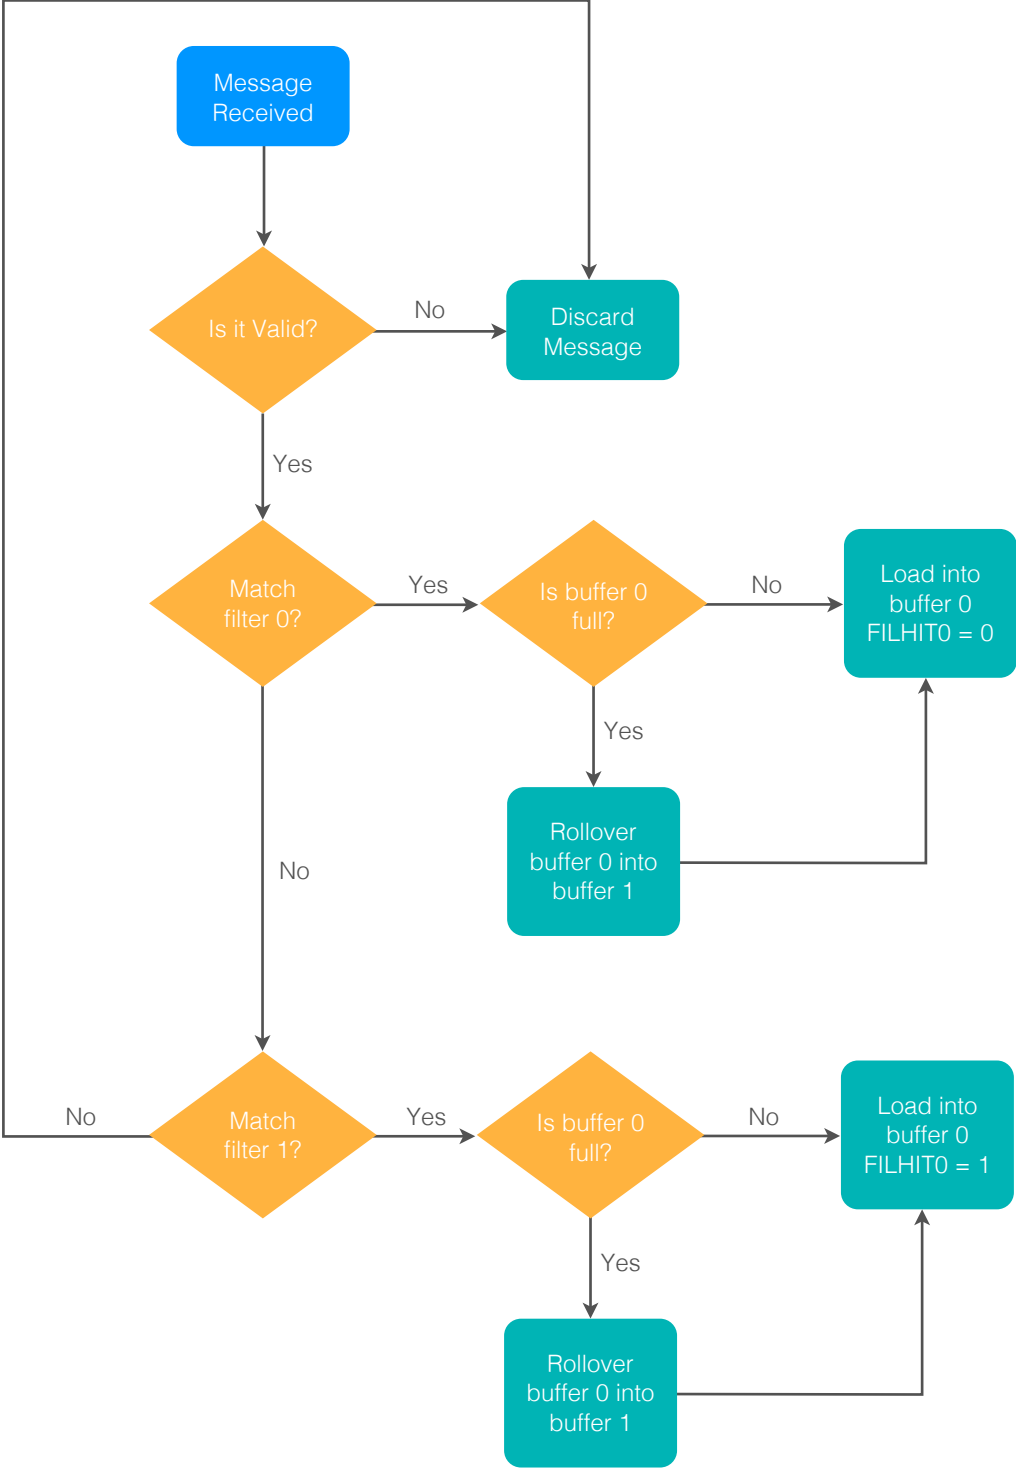 Message
Received
Is it Valid?
No
Discard
Message
Yes
Match
filter 0?
Yes
Is buffer 0
full?
No
Load into
buffer 0
FILHIT0 = 0
Yes
Rollover
buffer 0 into
buffer 1
No
No
Match
filter 1?
Yes
Is buffer 0
full?
No
Load into
buffer 0
FILHIT0 = 1
Yes
Rollover
buffer 0 into
buffer 1